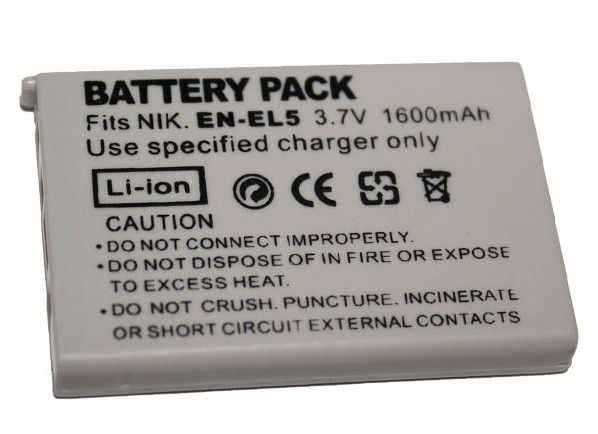 BATTERY PACK
Fits NIK. EN-EL5 3.7V 1600mAh
Use specified charger only
Li-ion CE
CAUTION
•DO NOT CONNECT IMPROPERLY.
•DO NOT DISPOSE OF IN FIRE OR EXPOSE
TO EXCESS HEAT.
•DO NOT CRUSH. PUNCTURE. INCINERATE
OR SHORT CIRCUIT EXTERNAL CONTACTS.